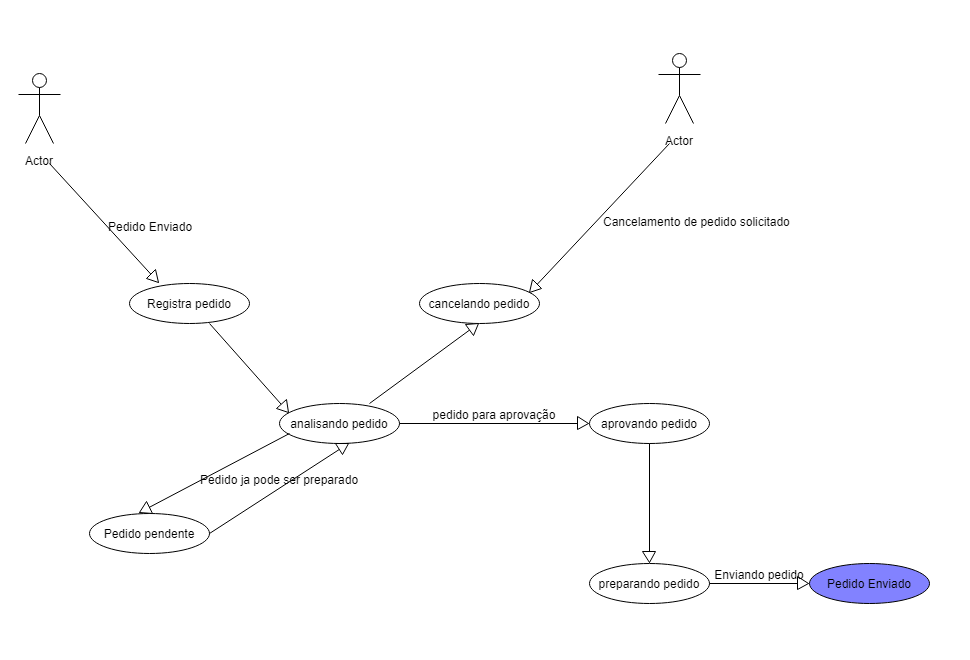 Actor
Actor
Pedido Enviado
Cancelamento de pedido solicitado
Registra pedido
cancelando pedido
analisando pedido
pedido para aprovação
aprovando pedido
Pedido ja pode ser preparado
Pedido pendente
preparando pedido
Enviando pedido
Pedido Enviado